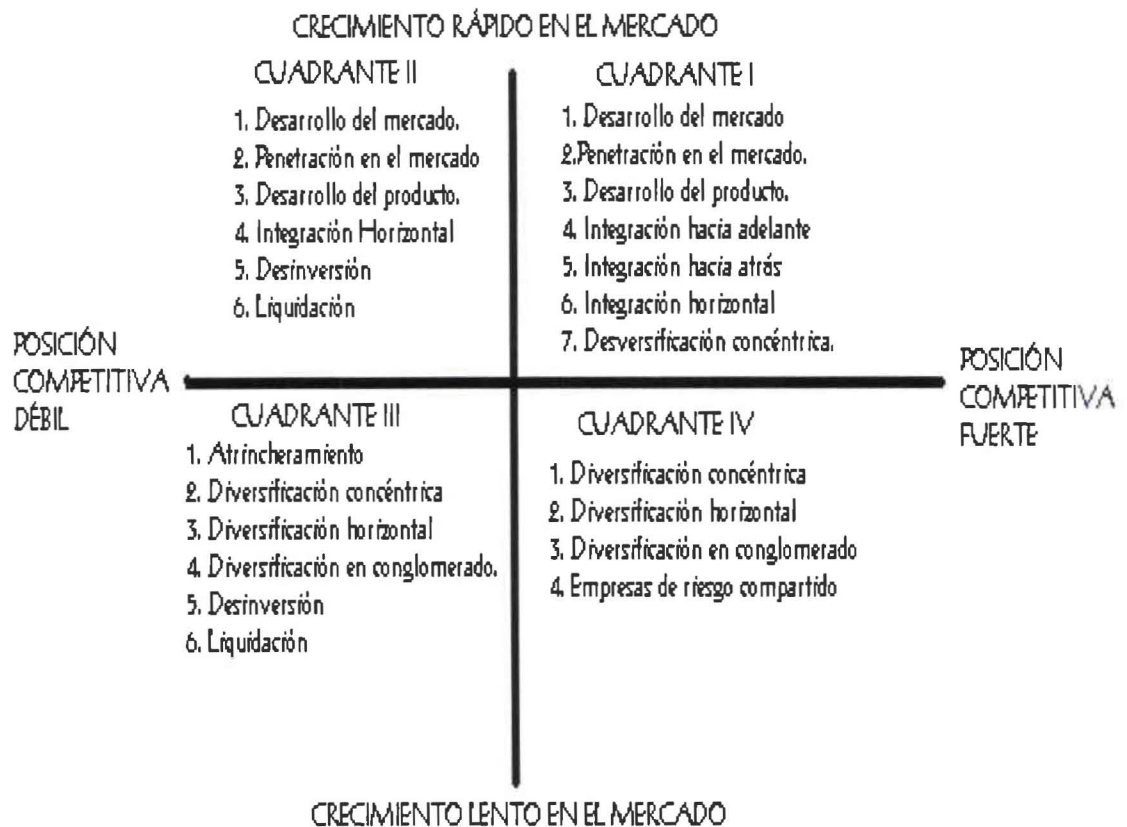 CRECIMIENTO RÁPIDO EN EL MERCADO
CUADRANTE II
1. Desarrollo del mercado.
2. Penetración en el mercado
3. Desarrollo del producto.
4. Integración Horizontal
5. Desinversión
6. Liquidación
CUADRANTE I
1. Desarrollo del mercado
2.Penetración en el mercado.
3. Desarrollo del producto.
4. Integración hacia adelante
5. Integración hacia atrás
6. Integración horizontal
7. Desversificación concéntrica.
POSICIÓN
COMPETITIVA
DÉBIL
POSICIÓN
COMPETITIVA
FUERTE
CUADRANTE III
1. Atrincheramiento
2. Diversificación concéntrica
3. Diversificación horizontal
4. Diversificación en conglomerado.
5. Desinversión
6. Liquidación
CUADRANTE IV
1. Diversificación concéntrica
2. Diversificación horizontal
3. Diversificación en conglomerado
4. Empresas de riesgo compartido
CRECIMIENTO LENTO EN EL MERCADO